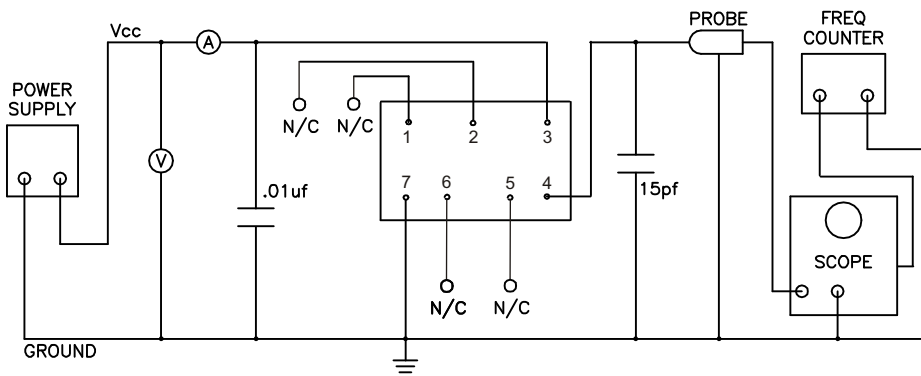 PROBE
FREQ
COUNTER
Vcc
A
POWER
SUPPLY
N/C
N/C
1
2
3
V
7
6
5
4
.01uf
15pf
SCOPE
N/C
N/C
GROUND